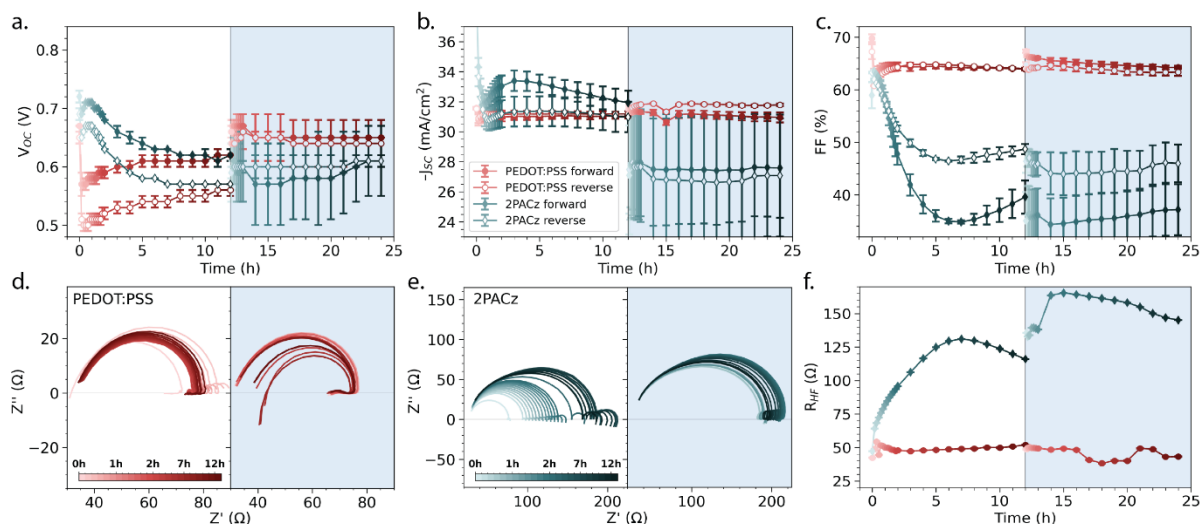 a.
b.
c.
0.8
0.7
0.6
0.5
V_OC (V)
0
5
10
15
20
25
Time (h)
36
34
32
30
28
26
24
-J_SC (mA/cm²)
PEDOT:PSS forward
PEDOT:PSS reverse
2PACz forward
2PACz reverse
0
5
10
15
20
25
Time (h)
70
60
50
40
FF (%)
0
5
10
15
20
25
Time (h)
d.
e.
f.
PEDOT:PSS
20
0
−20
Z'' (Ω)
0h
1h
2h
7h
12h
40
60
80
40
60
80
Z' (Ω)
2PACz
150
100
50
0
−50
Z'' (Ω)
0h
1h
2h
7h
12h
100
200
100
200
Z' (Ω)
150
125
100
75
50
25
0
R_HF (Ω)
0
5
10
15
20
25
Time (h)